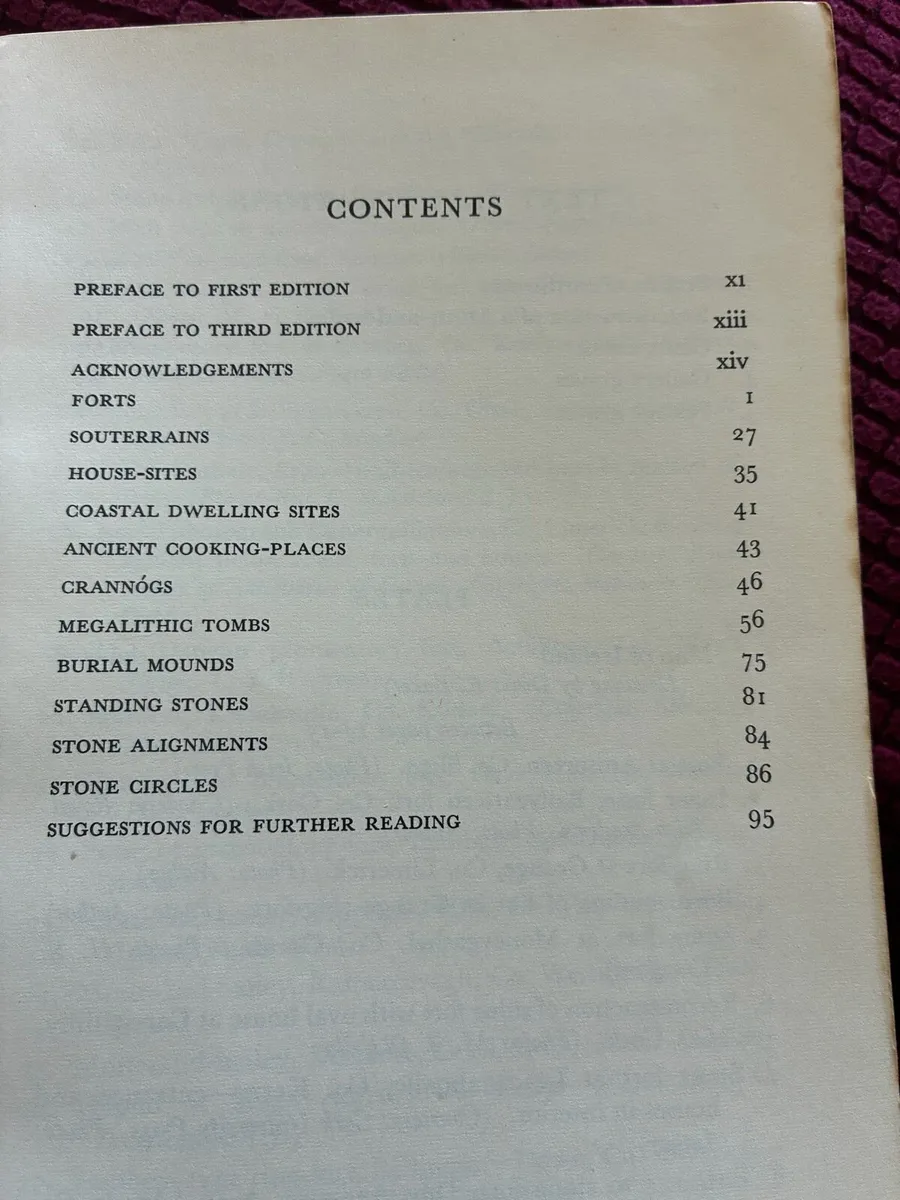 CONTENTS
PREFACE TO FIRST EDITION xi
PREFACE TO THIRD EDITION xiii
ACKNOWLEDGEMENTS xiv
FORTS 1
SOUTERRAINS 27
HOUSE-SITES 35
COASTAL DWELLING SITES 41
ANCIENT COOKING-PLACES 43
CRANNÓGS 46
MEGALITHIC TOMBS 56
BURIAL MOUNDS 75
STANDING STONES 81
STONE ALIGNMENTS 84
STONE CIRCLES 86
SUGGESTIONS FOR FURTHER READING 95